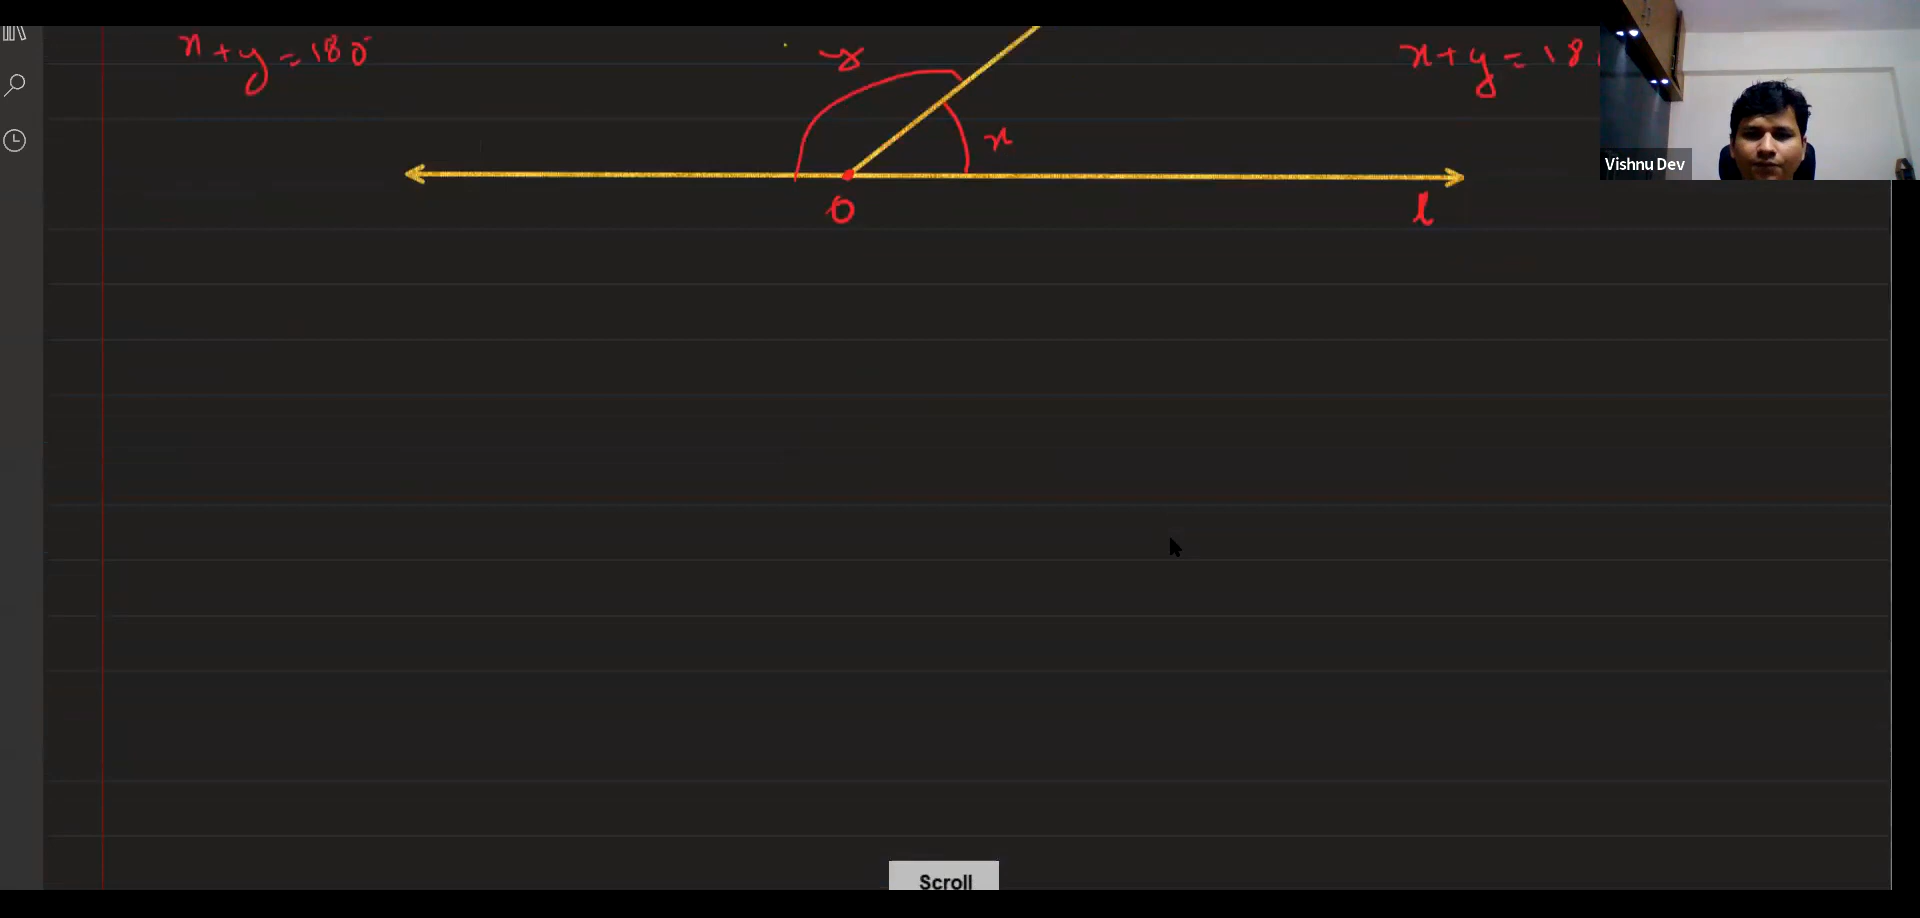 x + y = 180°
y
x + y = 18
x
Vishnu Dev
O
l
Scroll